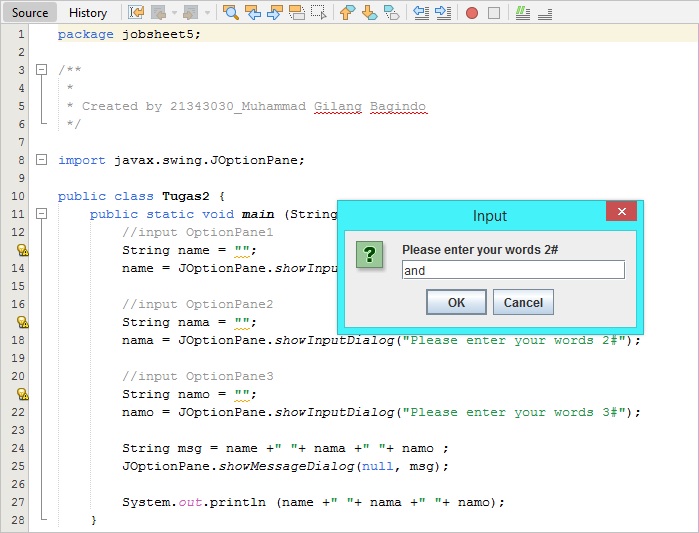 Source History
1 package jobsheet5;
2
3 /**
4 *
5 * Created by 21343030_Muhammad Gilang Bagindo
6 */
7
8 import javax.swing.JOptionPane;
9
10 public class Tugas2 {
11 public static void main (String
12 //input OptionPane1
String name = "";
14 name = JOptionPane.showInpu
15
16 //input OptionPane2
String nama = "";
18 nama = JOptionPane.showInputDialog("Please enter your words 2#");
19
20 //input OptionPane3
String namo = "";
22 namo = JOptionPane.showInputDialog("Please enter your words 3#");
23
24 String msg = name +" "+ nama +" "+ namo ;
25 JOptionPane.showMessageDialog(null, msg);
26
27 System.out.println (name +" "+ nama +" "+ namo);
28 }
Input
Please enter your words 2#
and
OK Cancel